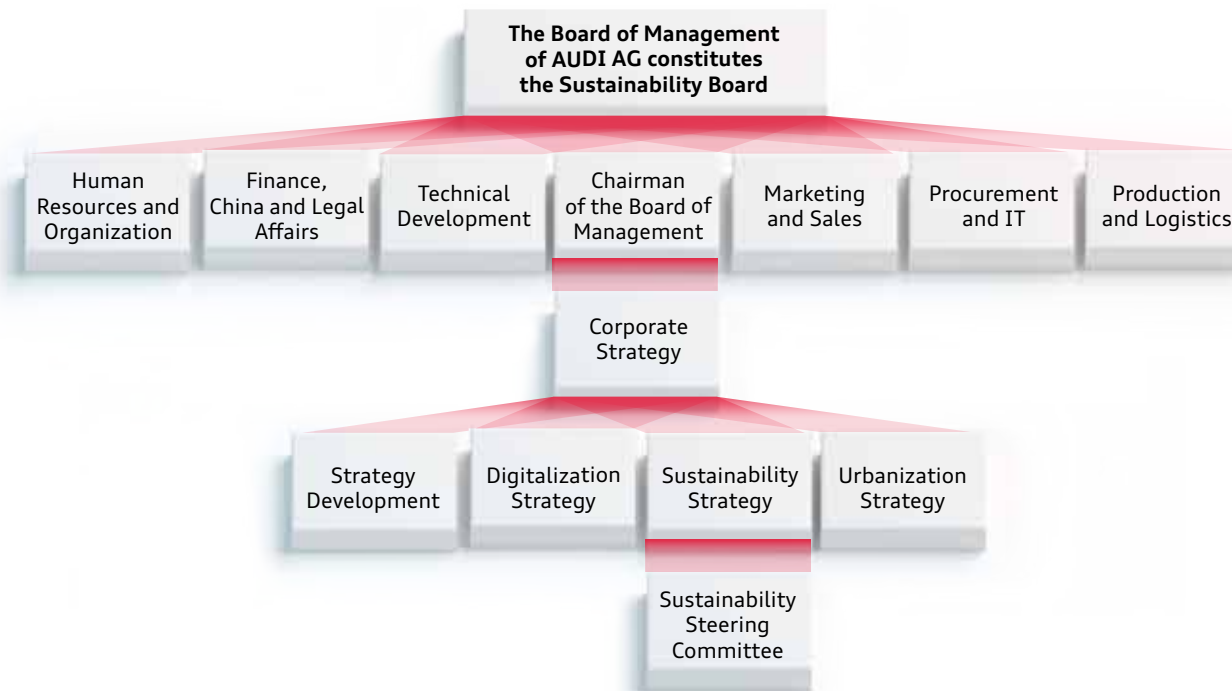 The Board of Management
of AUDI AG constitutes
the Sustainability Board
Human
Resources and
Organization
Finance,
China and Legal
Affairs
Technical
Development
Chairman
of the Board of
Management
Marketing
and Sales
Procurement
and IT
Production
and Logistics
Corporate
Strategy
Strategy
Development
Digitalization
Strategy
Sustainability
Strategy
Urbanization
Strategy
Sustainability
Steering
Committee